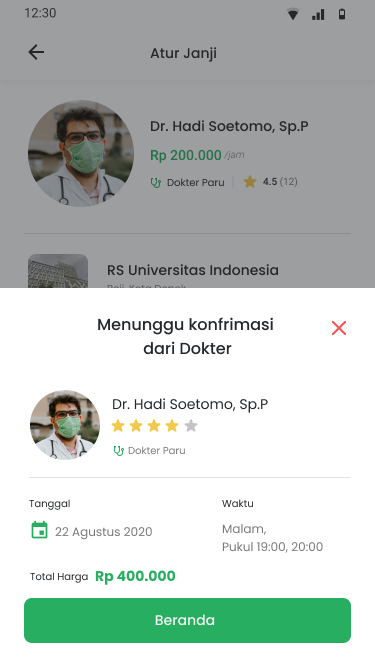 12:30
Atur Janji
Dr. Hadi Soetomo, Sp.P
Rp 200.000 /jam
Dokter Paru 4.5 (12)
RS Universitas Indonesia
Menunggu konfrimasi
dari Dokter
Dr. Hadi Soetomo, Sp.P
Dokter Paru
Tanggal
Waktu
22 Agustus 2020
Malam,
Pukul 19:00, 20:00
Total Harga Rp 400.000
Beranda